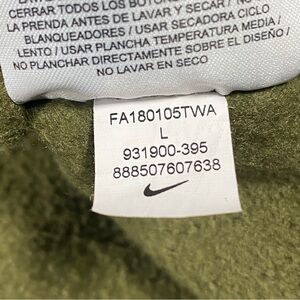 CERRAR TODOS LOS
LA PRENDA ANTES DE LAVAR Y SECAR /
BLANQUEADORES / USAR SECADORA CICLO
LENTO / USAR PLANCHA TEMPERATURA MEDIA /
NO PLANCHAR DIRECTAMENTE SOBRE EL DISEÑO /
NO LAVAR EN SECO
FA180105TWA
L
931900-395
888507607638